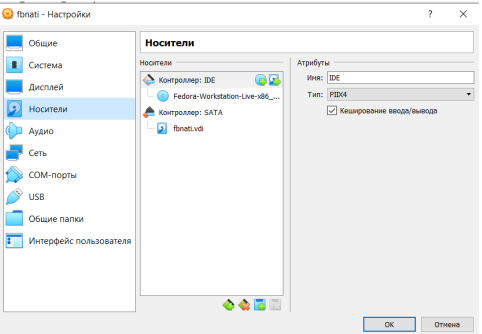 fbnati - Настройки
? ×
Общие
Система
Дисплей
Носители
Аудио
Сеть
COM-порты
USB
Общие папки
Интерфейс пользователя
Носители
Носители
Контроллер: IDE
Fedora-Workstation-Live-x86_...
Контроллер: SATA
fbnati.vdi
Атрибуты
Имя: IDE
Тип: PIIX4
Кеширование ввода/вывода
OK Отмена